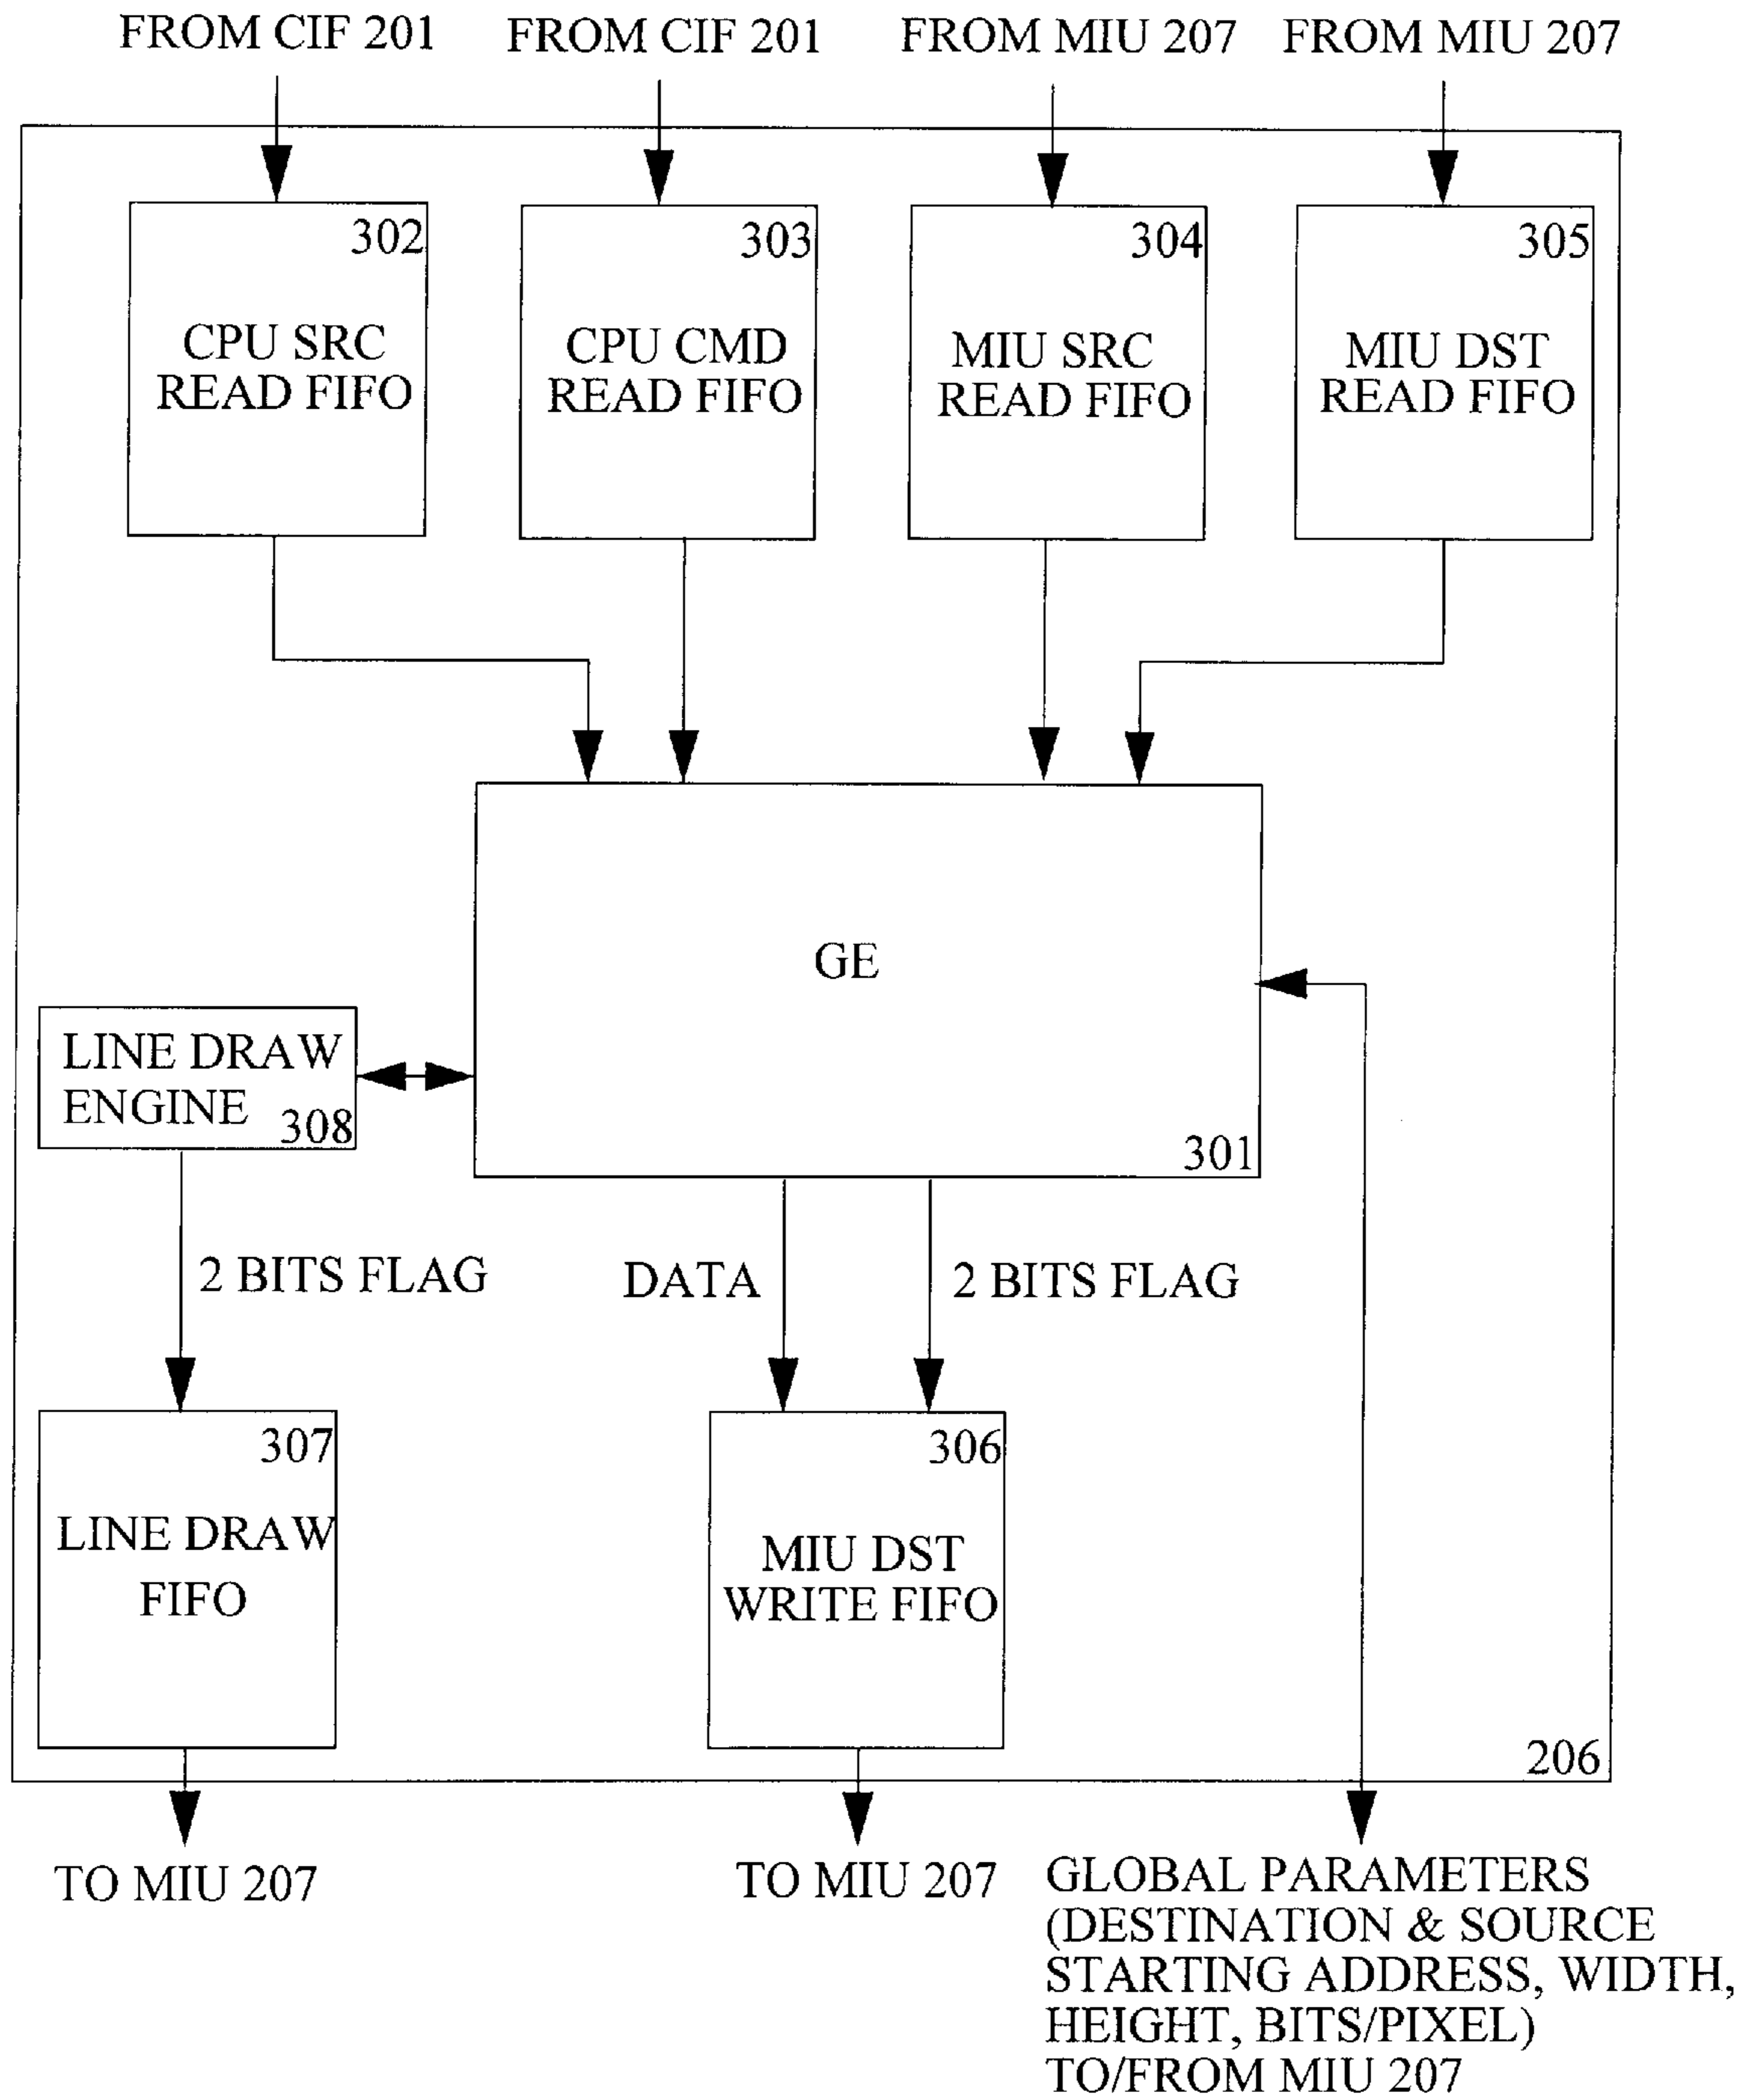 FROM CIF 201
FROM CIF 201
FROM MIU 207
FROM MIU 207
302
CPU SRC
READ FIFO
303
CPU CMD
READ FIFO
304
MIU SRC
READ FIFO
305
MIU DST
READ FIFO
GE
301
LINE DRAW
ENGINE
308
2 BITS FLAG
DATA
2 BITS FLAG
307
LINE DRAW
FIFO
306
MIU DST
WRITE FIFO
206
TO MIU 207
TO MIU 207
GLOBAL PARAMETERS
(DESTINATION & SOURCE
STARTING ADDRESS, WIDTH,
HEIGHT, BITS/PIXEL)
TO/FROM MIU 207